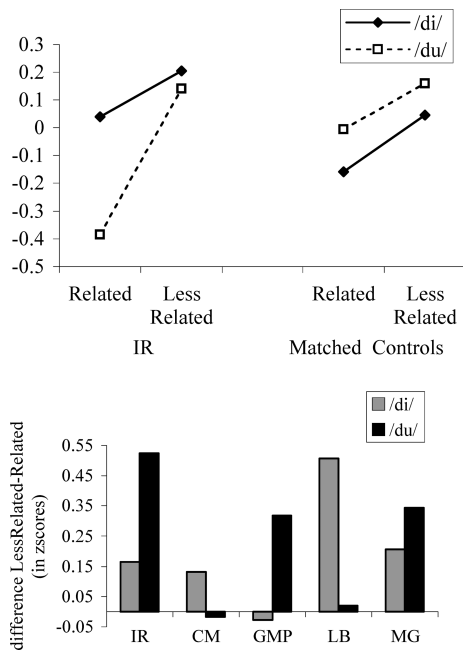 /di/
/du/
0.3
0.2
0.1
0
-0.1
-0.2
-0.3
-0.4
-0.5
Related Less Related Related Less Related
IR Matched Controls
/di/
/du/
difference LessRelated-Related
(in zscores)
0.55
0.45
0.35
0.25
0.15
0.05
-0.05
IR CM GMP LB MG